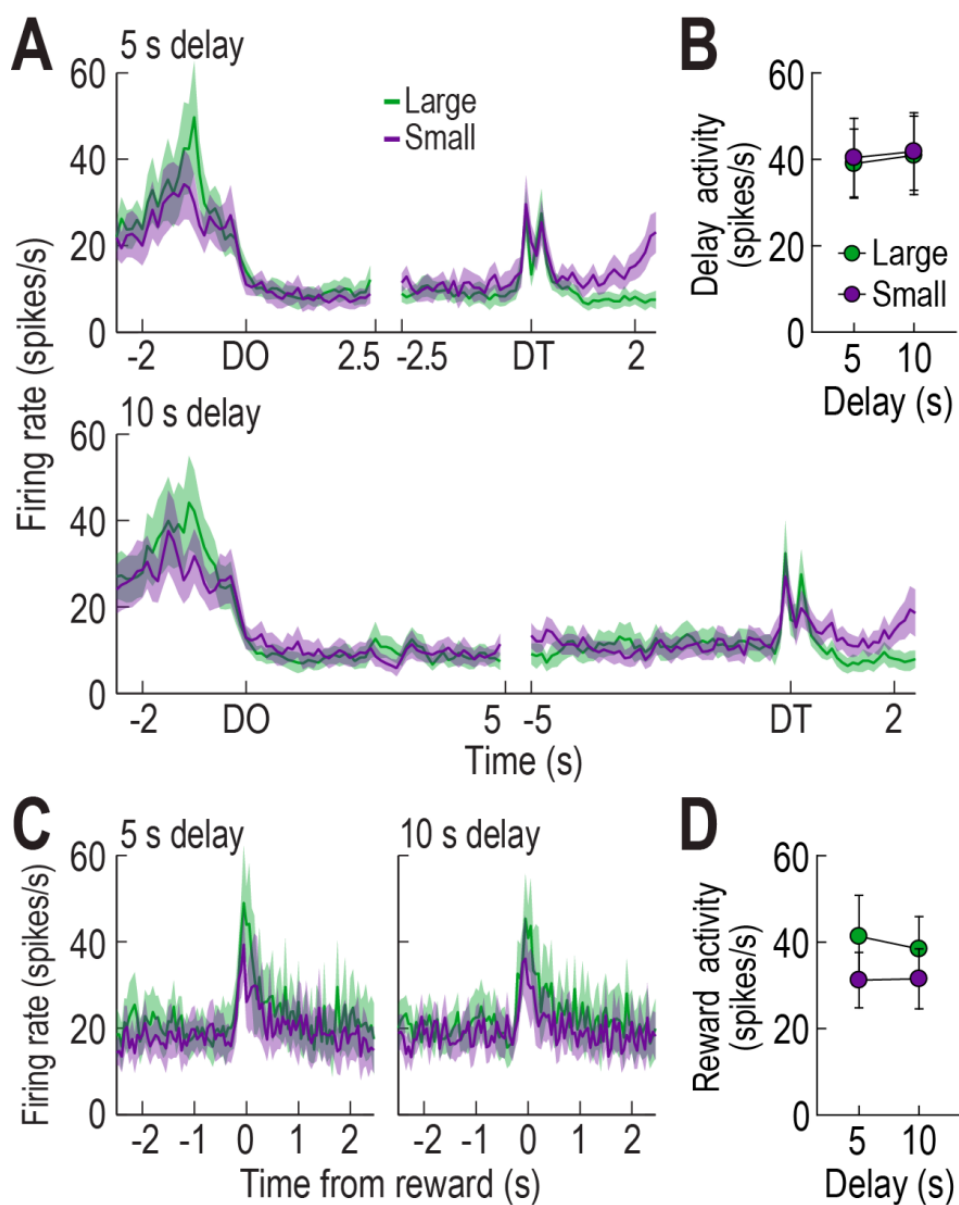 A
5 s delay
60
40
20
0
Large
Small
-2
DO
2.5
-2.5
DT
2
Firing rate (spikes/s)
10 s delay
60
40
20
0
-2
DO
5
-5
DT
2
Time (s)
B
Delay activity
(spikes/s)
60
40
20
0
Large
Small
5
10
Delay (s)
C
5 s delay
10 s delay
Firing rate (spikes/s)
60
40
20
0
-2
-1
0
1
2
-2
-1
0
1
2
Time from reward (s)
D
Reward activity
(spikes/s)
60
40
20
0
5
10
Delay (s)